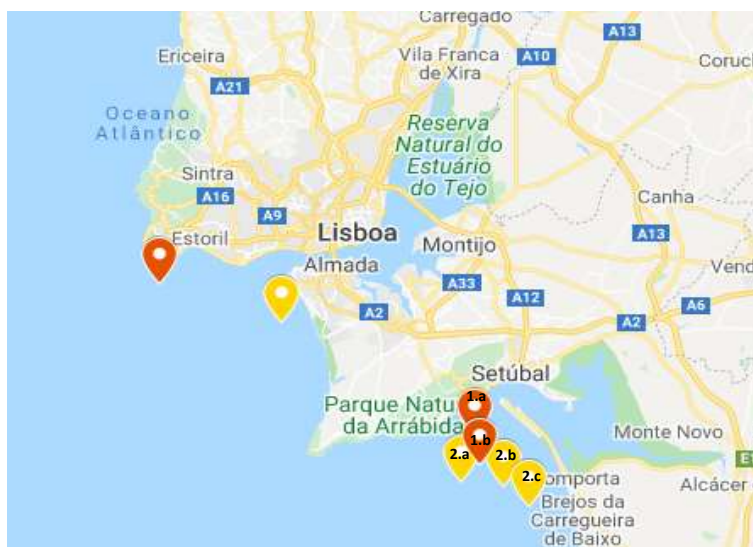 Carregado
A13
Ericeira
Vila Franca
de Xira
A10
Coruch
A21
Oceano
Atlântico
Reserva
Natural do
Estuário
do Tejo
Sintra
A16
Canha
A9
Estoril
Lisboa
Montijo
A13
Almada
Vend
A33
A12
A6
A2
A2
Setúbal
1.a
Parque Natu
da Arrábida
1.b
Monte Novo
2.a
2.b
2.c
omporta
Alcácer
E1
Brejos da
Carregueira
de Baixo